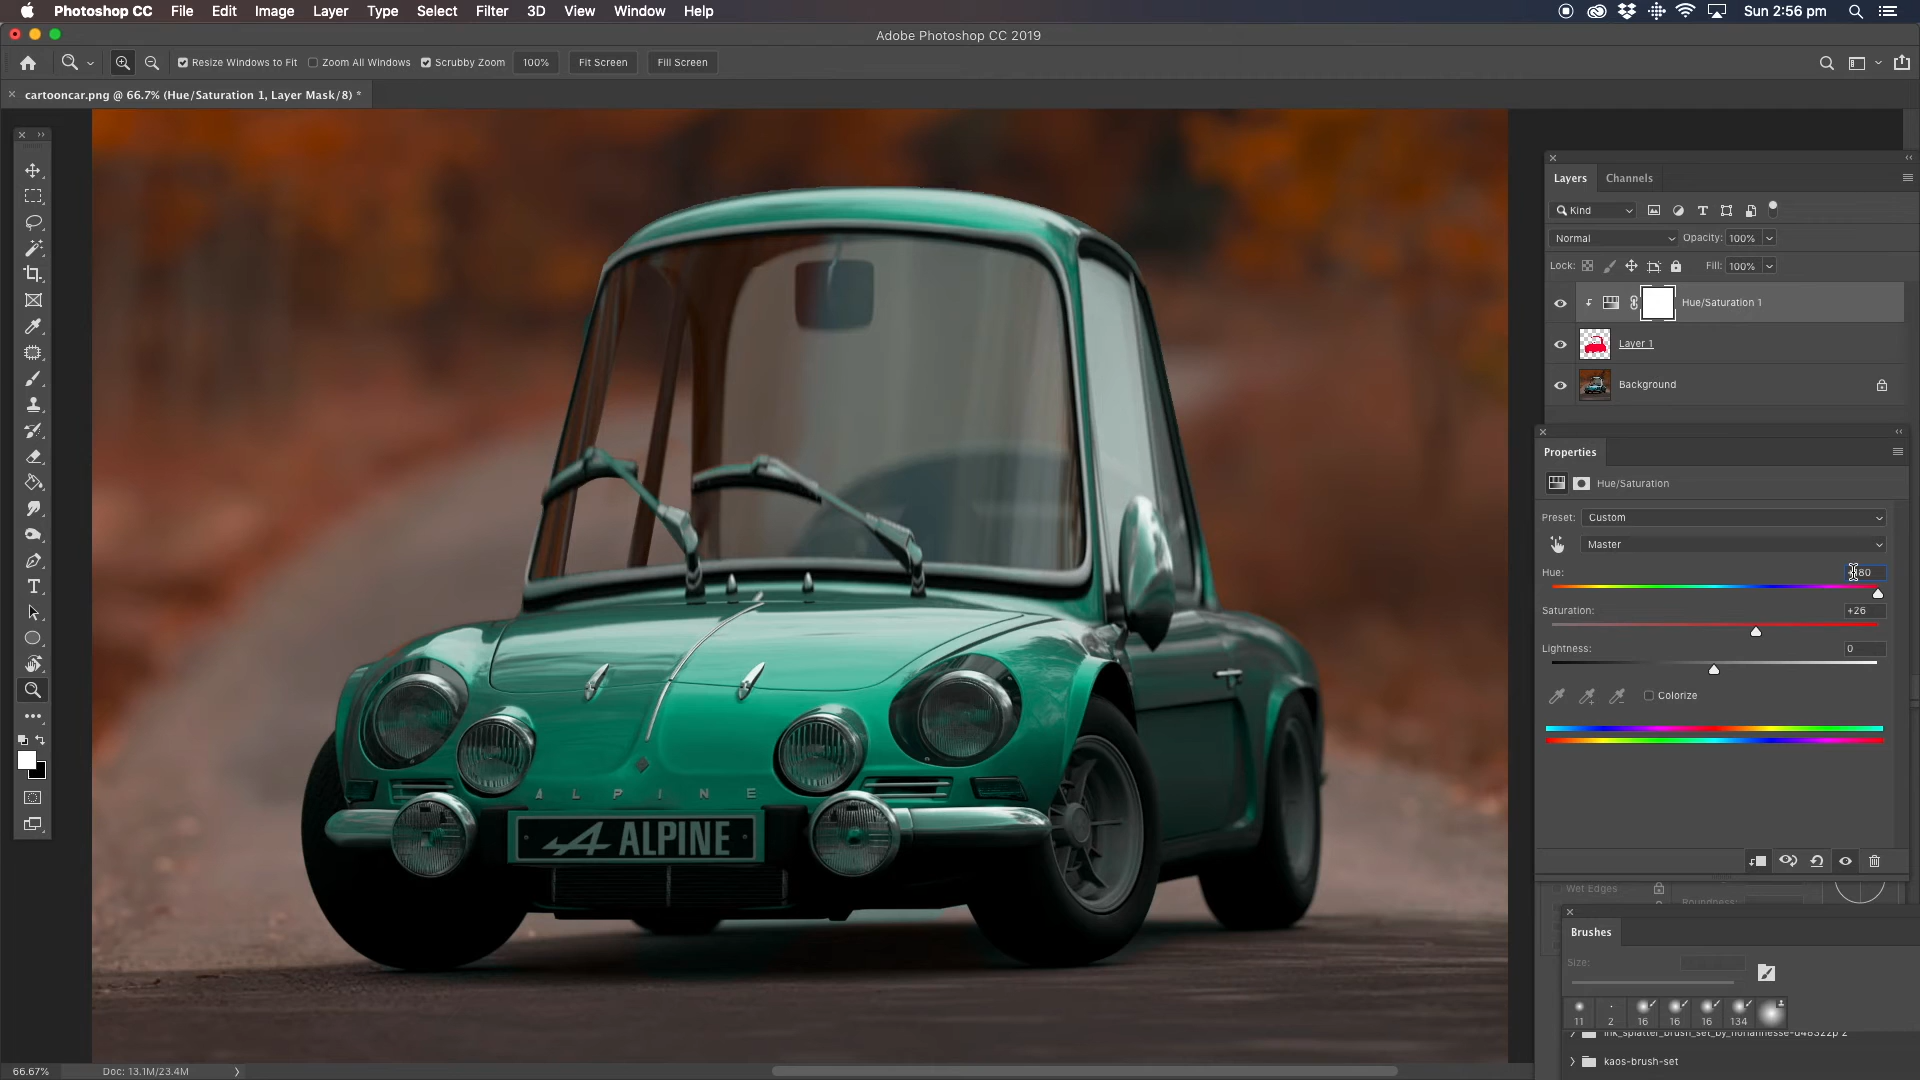 Photoshop CC File Edit Image Layer Type Select Filter 3D View Window Help Sun 2:56 pm
Adobe Photoshop CC 2019
Resize Windows to Fit Zoom All Windows Scrubby Zoom 100% Fit Screen Fill Screen
cartooncar.png @ 66.7% (Hue/Saturation 1, Layer Mask/8) *
Layers Channels
Kind
Normal Opacity: 100%
Lock: Fill: 100%
Hue/Saturation 1
Layer 1
Background
Properties
Hue/Saturation
Preset: Custom
Master
Hue:
Saturation: +26
Lightness: 0
Colorize
ALPINE
ALPINE
Wet Edges
Roundness:
Brushes
Size:
11 2 16 16 16 134
kaos-brush-set
66.67% Doc: 13.1M/23.4M